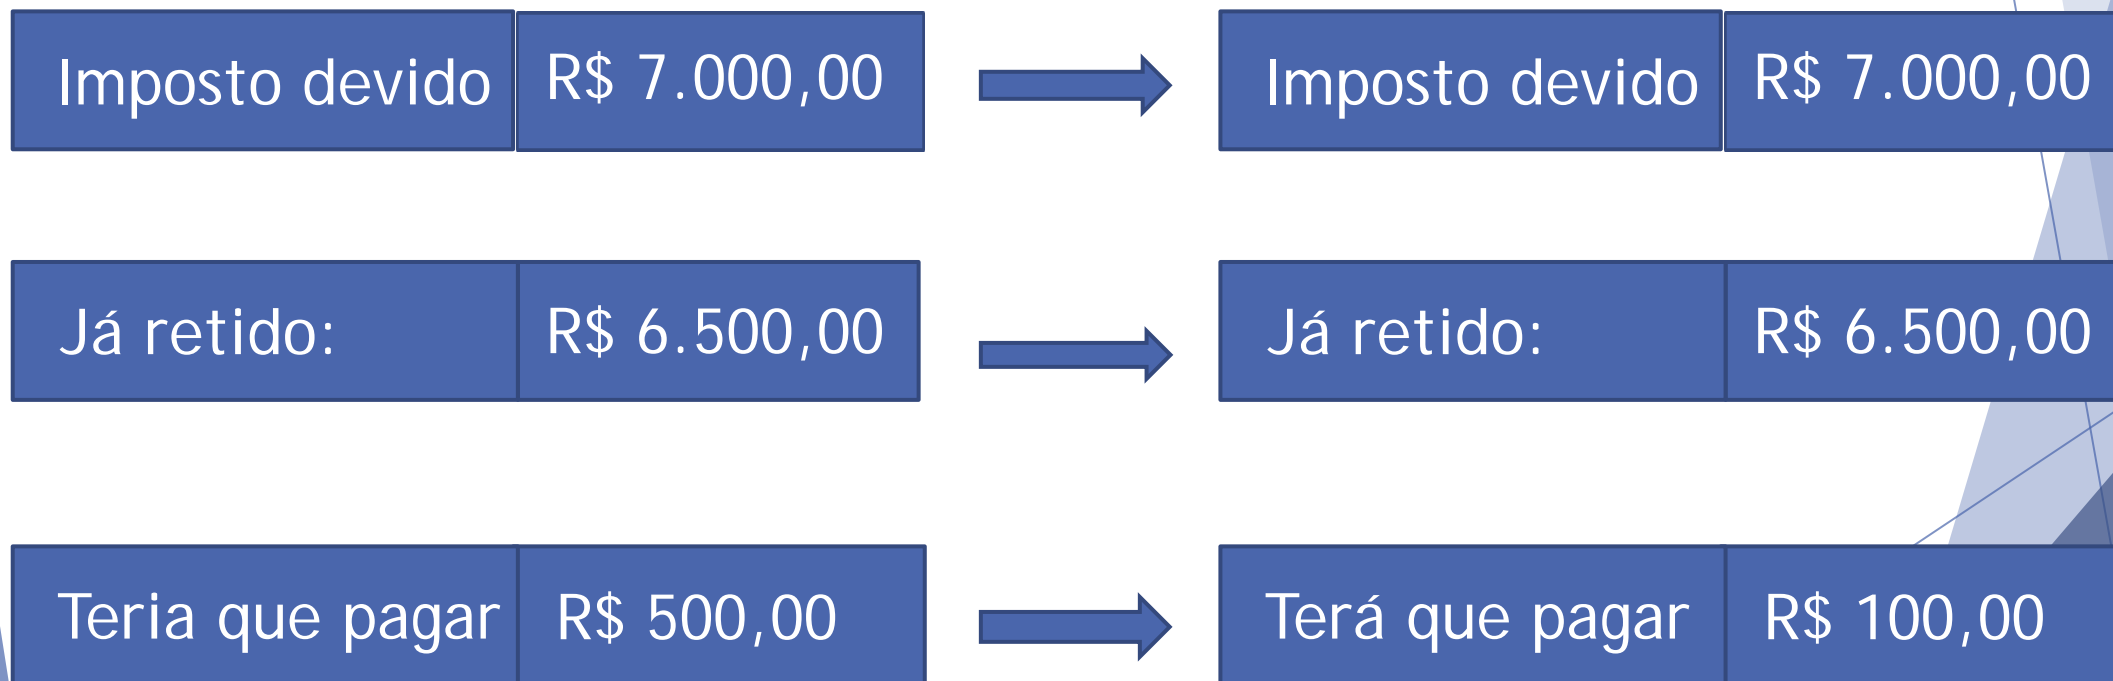 Imposto devido R$ 7.000,00 Imposto devido R$ 7.000,00
Já retido: R$ 6.500,00 Já retido: R$ 6.500,00
Teria que pagar R$ 500,00 Terá que pagar R$ 100,00